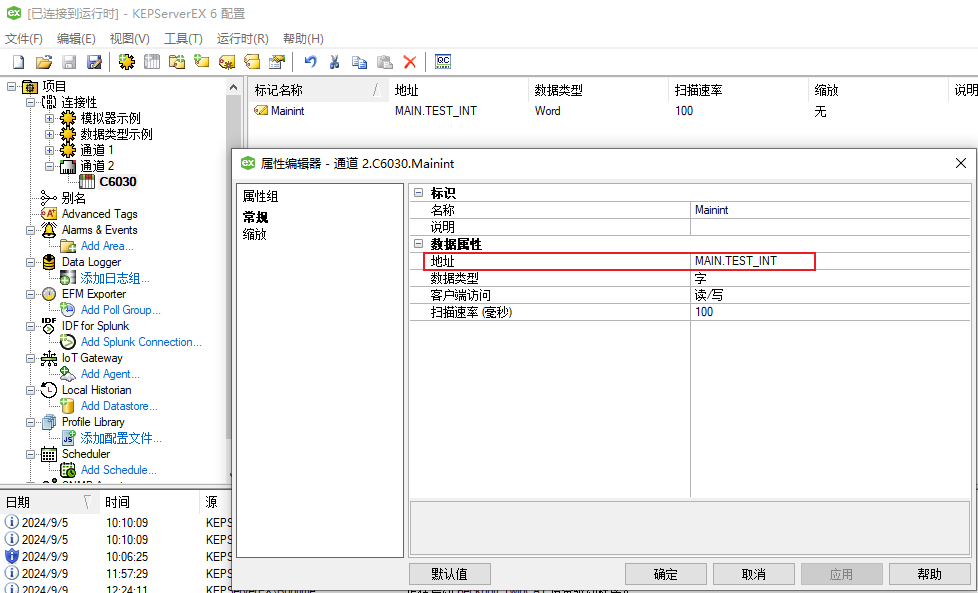 [已连接到运行时] - KEPServerEX 6 配置
文件(F) 编辑(E) 视图(V) 工具(T) 运行时(R) 帮助(H)
项目
连接性
模拟器示例
数据类型示例
通道 1
通道 2
C6030
别名
Advanced Tags
Alarms & Events
Add Area...
Data Logger
添加日志组...
EFM Exporter
Add Poll Group...
IDF for Splunk
Add Splunk Connection...
IoT Gateway
Add Agent...
Local Historian
Add Datastore...
Profile Library
添加配置文件...
Scheduler
Add Schedule...
标记名称 / 地址 数据类型 扫描速率 缩放 说明
Mainint MAIN.TEST_INT Word 100 无
属性编辑器 - 通道 2.C6030.Mainint
属性组
常规
缩放
标识
名称 Mainint
说明
数据属性
地址 MAIN.TEST_INT
数据类型 字
客户端访问 读/写
扫描速率 (毫秒) 100
默认值 确定 取消 应用 帮助
日期 时间 源
2024/9/5 10:10:09 KEPS
2024/9/5 10:10:09 KEPS
2024/9/9 10:06:25 KEPS
2024/9/9 11:57:29 KEPS
2024/9/9 12:24:11